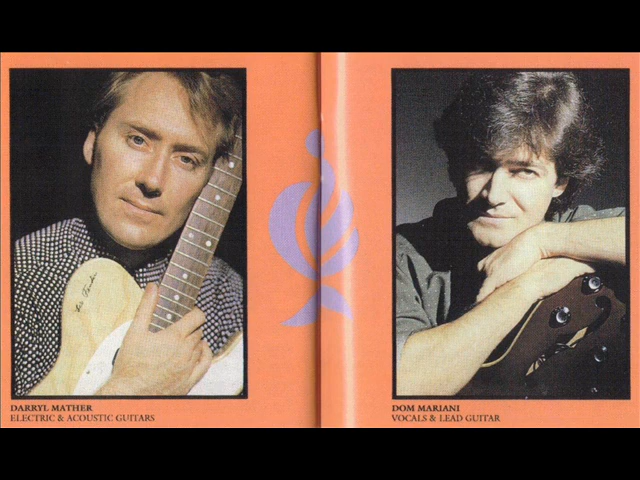 DARRYL MATHER
ELECTRIC & ACOUSTIC GUITARS
DOM MARIANI
VOCALS & LEAD GUITAR